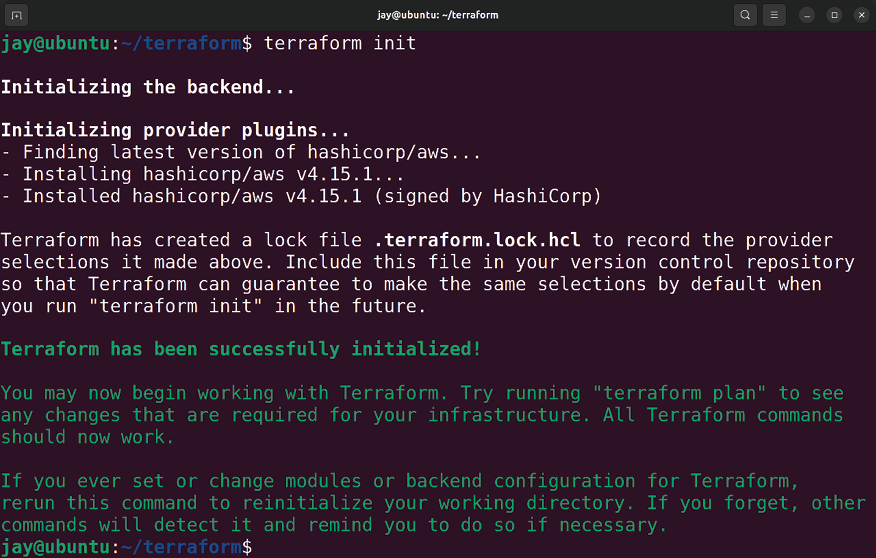 jay@ubuntu: ~/terraform
jay@ubuntu:~/terraform$ terraform init
Initializing the backend...
Initializing provider plugins...
- Finding latest version of hashicorp/aws...
- Installing hashicorp/aws v4.15.1...
- Installed hashicorp/aws v4.15.1 (signed by HashiCorp)
Terraform has created a lock file .terraform.lock.hcl to record the provider
selections it made above. Include this file in your version control repository
so that Terraform can guarantee to make the same selections by default when
you run "terraform init" in the future.
Terraform has been successfully initialized!
You may now begin working with Terraform. Try running "terraform plan" to see
any changes that are required for your infrastructure. All Terraform commands
should now work.
If you ever set or change modules or backend configuration for Terraform,
rerun this command to reinitialize your working directory. If you forget, other
commands will detect it and remind you to do so if necessary.
jay@ubuntu:~/terraform$